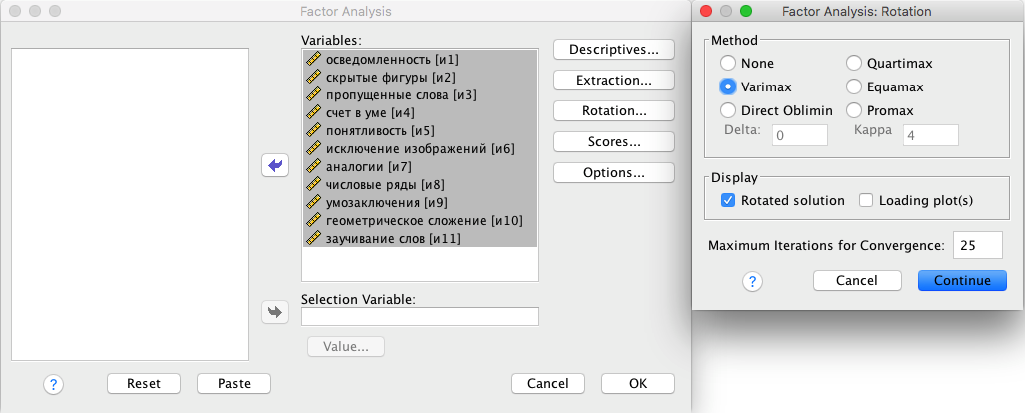 Factor Analysis
Variables:
осведомленность [и1]
скрытые фигуры [и2]
пропущенные слова [и3]
счет в уме [и4]
понятливость [и5]
исключение изображений [и6]
аналогии [и7]
числовые ряды [и8]
умозаключения [и9]
геометрическое сложение [и10]
заучивание слов [и11]
Selection Variable:
Value...
Descriptives...
Extraction...
Rotation...
Scores...
Options...
?
Reset
Paste
Cancel
OK
Factor Analysis: Rotation
Method
None
Quartimax
Varimax
Equamax
Direct Oblimin
Promax
Delta: 0
Kappa 4
Display
Rotated solution
Loading plot(s)
Maximum Iterations for Convergence: 25
?
Cancel
Continue